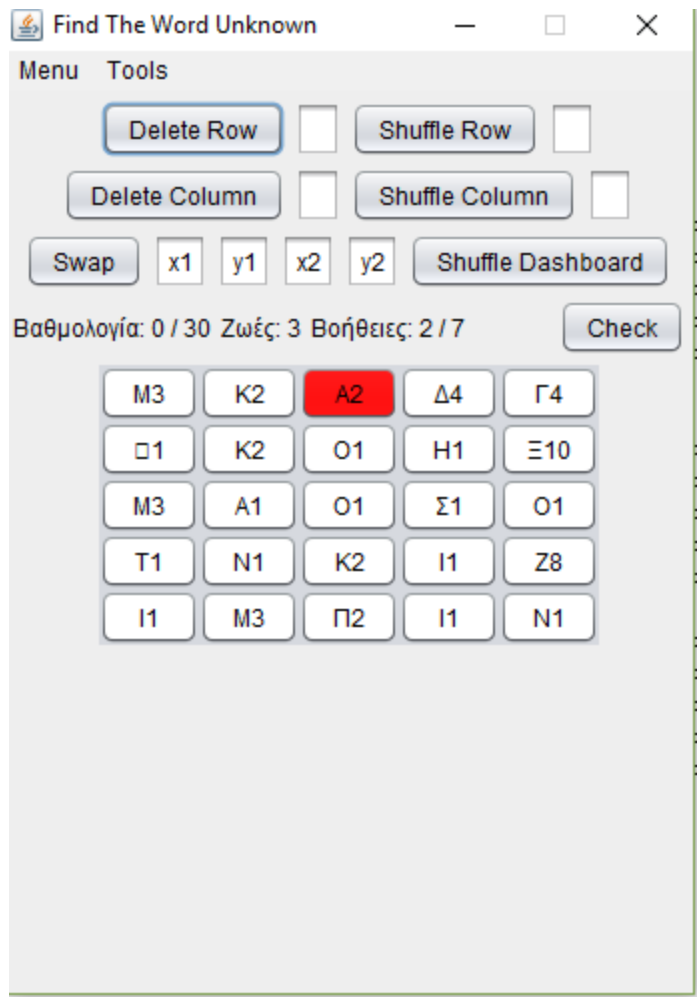 Find The Word Unknown
Menu Tools
Delete Row Shuffle Row
Delete Column Shuffle Column
Swap x1 y1 x2 y2 Shuffle Dashboard
Βαθμολογία: 0 / 30 Ζωές: 3 Βοήθειες: 2 / 7 Check
Μ3 Κ2 Α2 Δ4 Γ4
□1 Κ2 Ο1 Η1 Ξ10
Μ3 Α1 Ο1 Σ1 Ο1
Τ1 Ν1 Κ2 Ι1 Ζ8
Ι1 Μ3 Π2 Ι1 Ν1